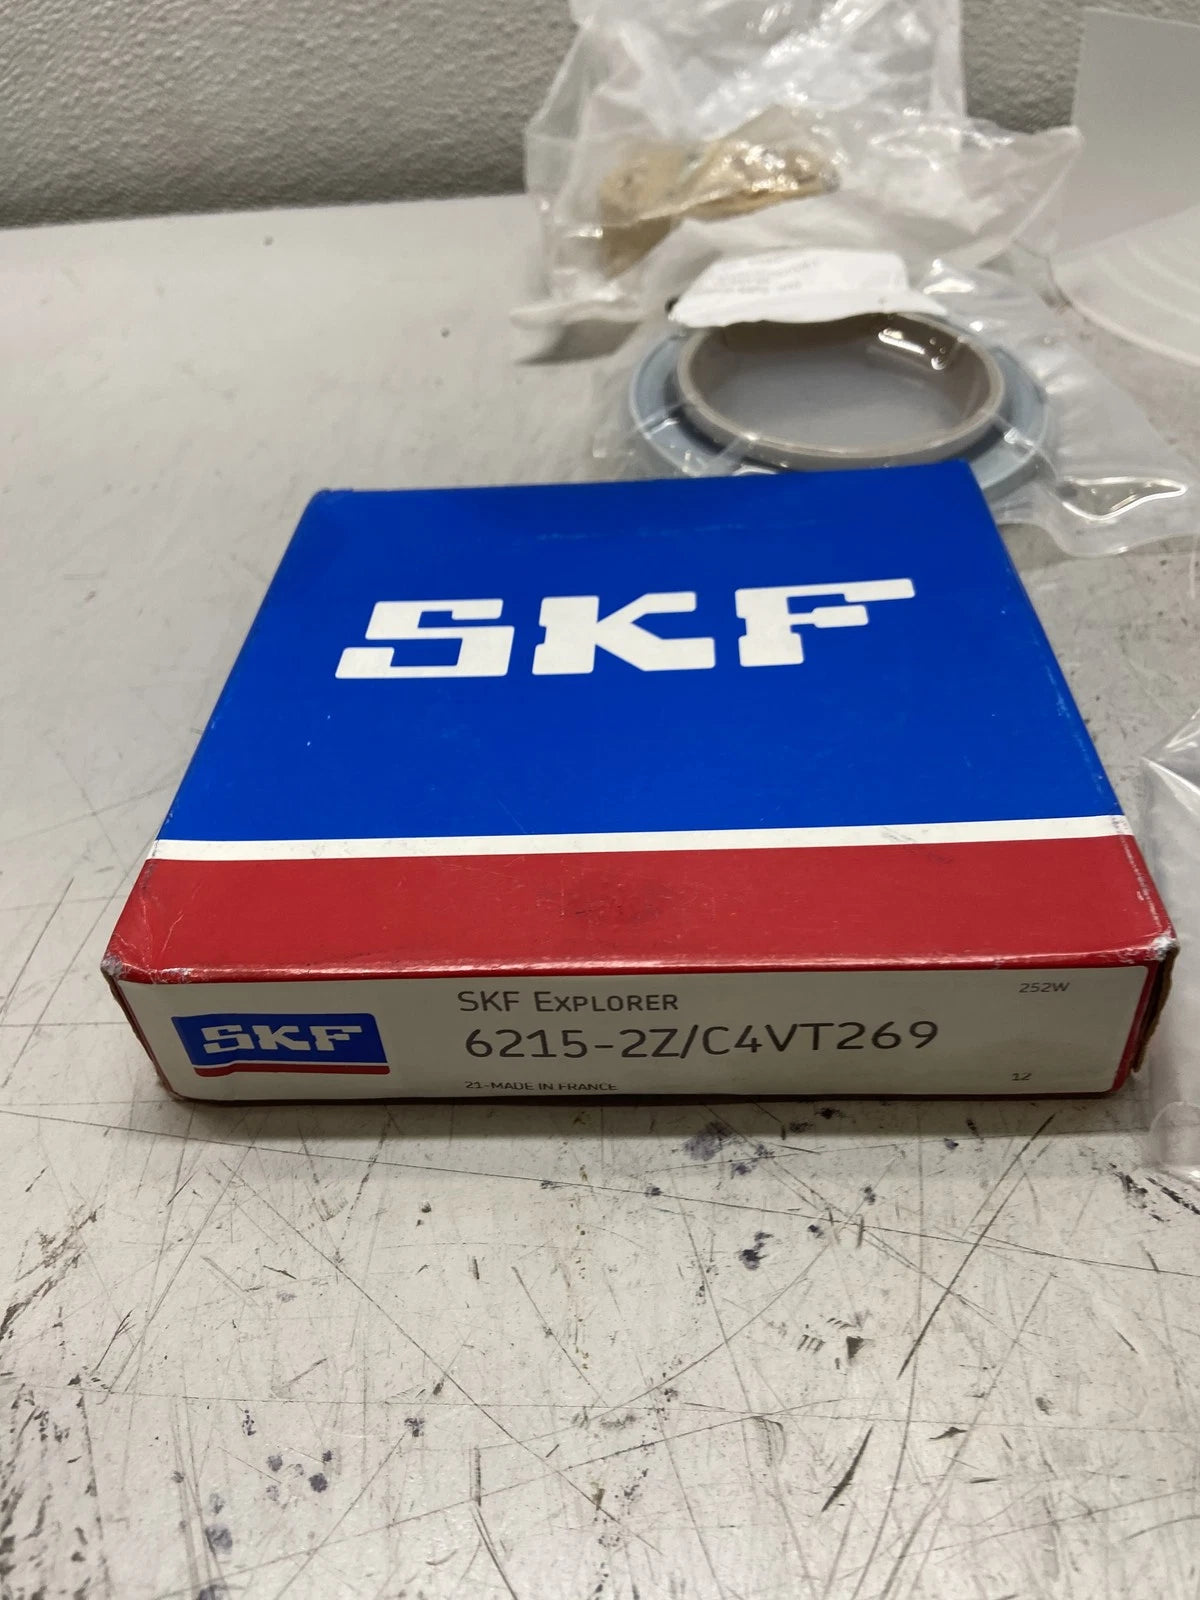 SKF
SKF EXPLORER
252W
SKF
6215-2Z/C4VT269
21-MADE IN FRANCE
12